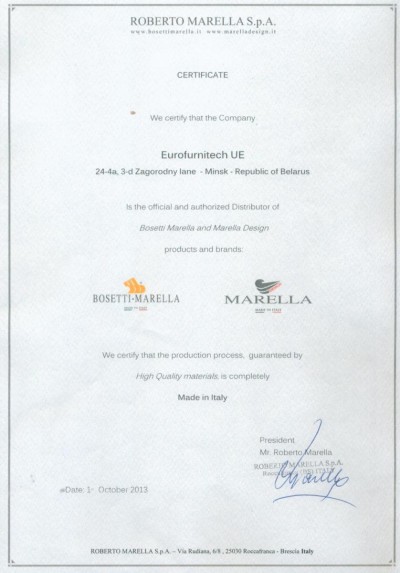 ROBERTO MARELLA S.p.A.
www.bosettimarella.it www.marelladesign.it
CERTIFICATE
We certify that the Company
Eurofurnitech UE
24-4a, 3-d Zagorodny lane - Minsk - Republic of Belarus
Is the official and authorized Distributor of
Bosetti Marella and Marella Design
products and brands:
BOSETTI·MARELLA
MARELLA
MADE IN ITALY
We certify that the production process, guaranteed by
High Quality materials, is completely
Made in Italy
President
Mr. Roberto Marella
ROBERTO MARELLA S.p.A.
ITALY
Date: 1· October 2013
ROBERTO MARELLA S.p.A. – Via Rudiana, 6/8 , 25030 Roccafranca - Brescia Italy